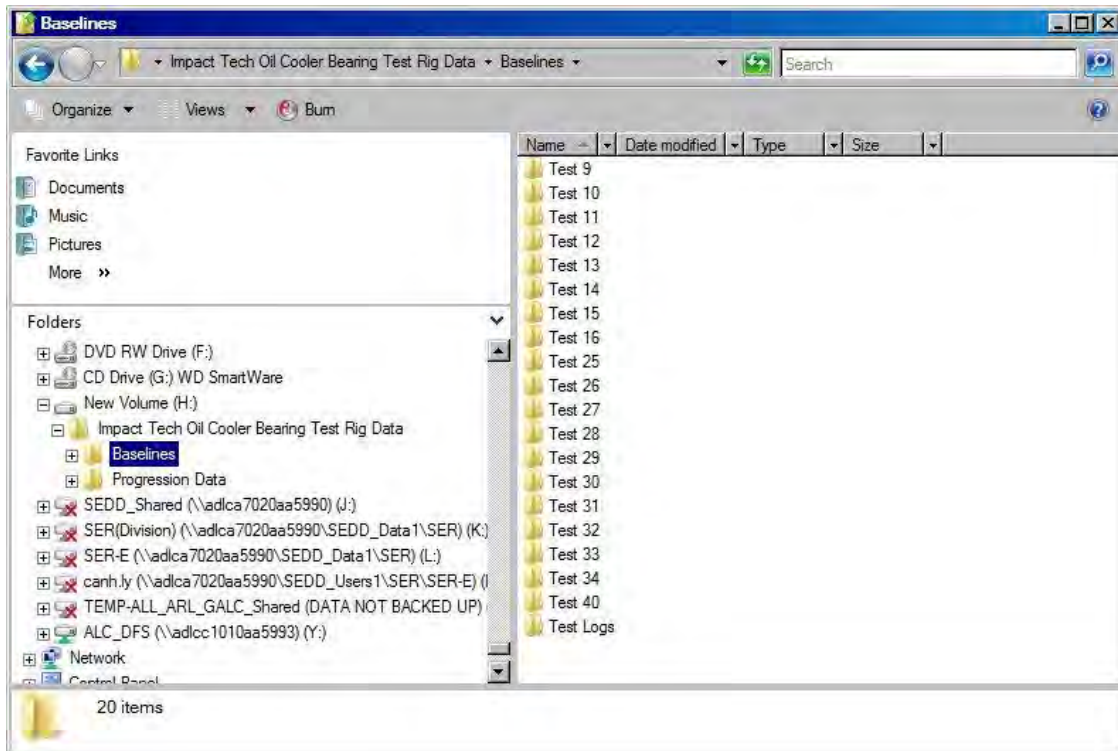 Baselines
Impact Tech Oil Cooler Bearing Test Rig Data Baselines Search
Organize Views Burn
Favorite Links
Documents
Music
Pictures
More »
Folders
DVD RW Drive (F:)
CD Drive (G:) WD SmartWare
New Volume (H:)
Impact Tech Oil Cooler Bearing Test Rig Data
Baselines
Progression Data
SEDD_Shared (\\adlca7020aa5990) (J:)
SER(Division) (\\adlca7020aa5990\SEDD_Data1\SER) (K:)
SER-E (\\adlca7020aa5990\SEDD_Data1\SER) (L:)
canh.ly (\\adlca7020aa5990\SEDD_Users1\SER\SER-E) (
TEMP-ALL_ARL_GALC_Shared (DATA NOT BACKED UP)
ALC_DFS (\\adlcc1010aa5993) (Y:)
Network
Control Panel
Name Date modified Type Size
Test 9
Test 10
Test 11
Test 12
Test 13
Test 14
Test 15
Test 16
Test 25
Test 26
Test 27
Test 28
Test 29
Test 30
Test 31
Test 32
Test 33
Test 34
Test 40
Test Logs
20 items